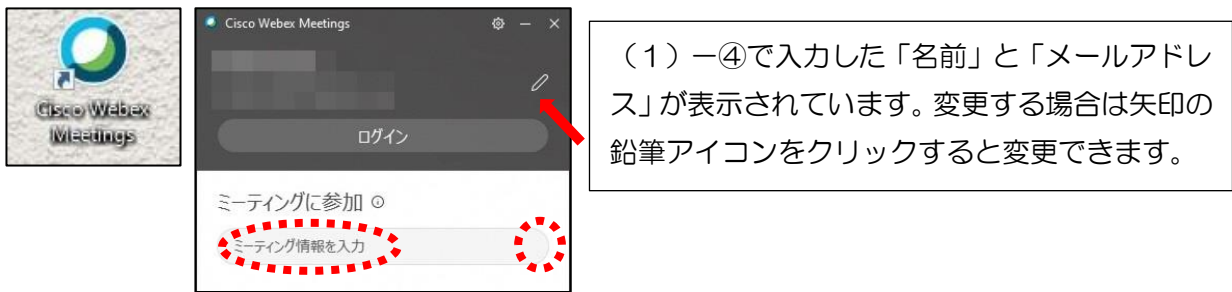 Cisco Webex
Meetings
Cisco Webex Meetings
ログイン
ミーティングに参加
ミーティング情報を入力
（１）－④で入力した「名前」と「メールアドレ
ス」が表示されています。変更する場合は矢印の
鉛筆アイコンをクリックすると変更できます。